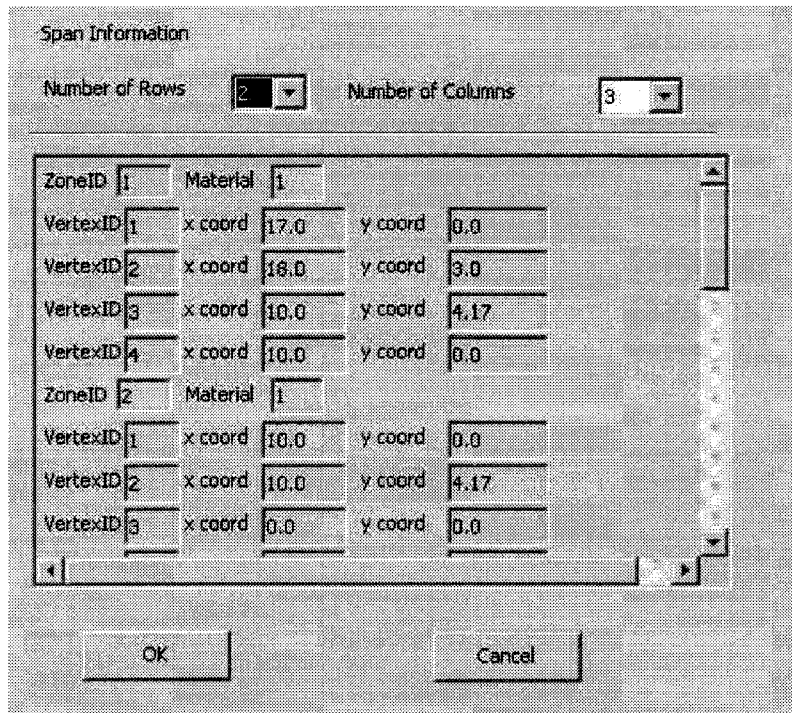 Span Information
Number of Rows 2 Number of Columns 3
ZoneID 1 Material 1
VertexID 1 x coord 17.0 y coord 0.0
VertexID 2 x coord 18.0 y coord 3.0
VertexID 3 x coord 10.0 y coord 4.17
VertexID 4 x coord 10.0 y coord 0.0
ZoneID 2 Material 1
VertexID 1 x coord 10.0 y coord 0.0
VertexID 2 x coord 10.0 y coord 4.17
VertexID 3 x coord 0.0 y coord 0.0
OK Cancel